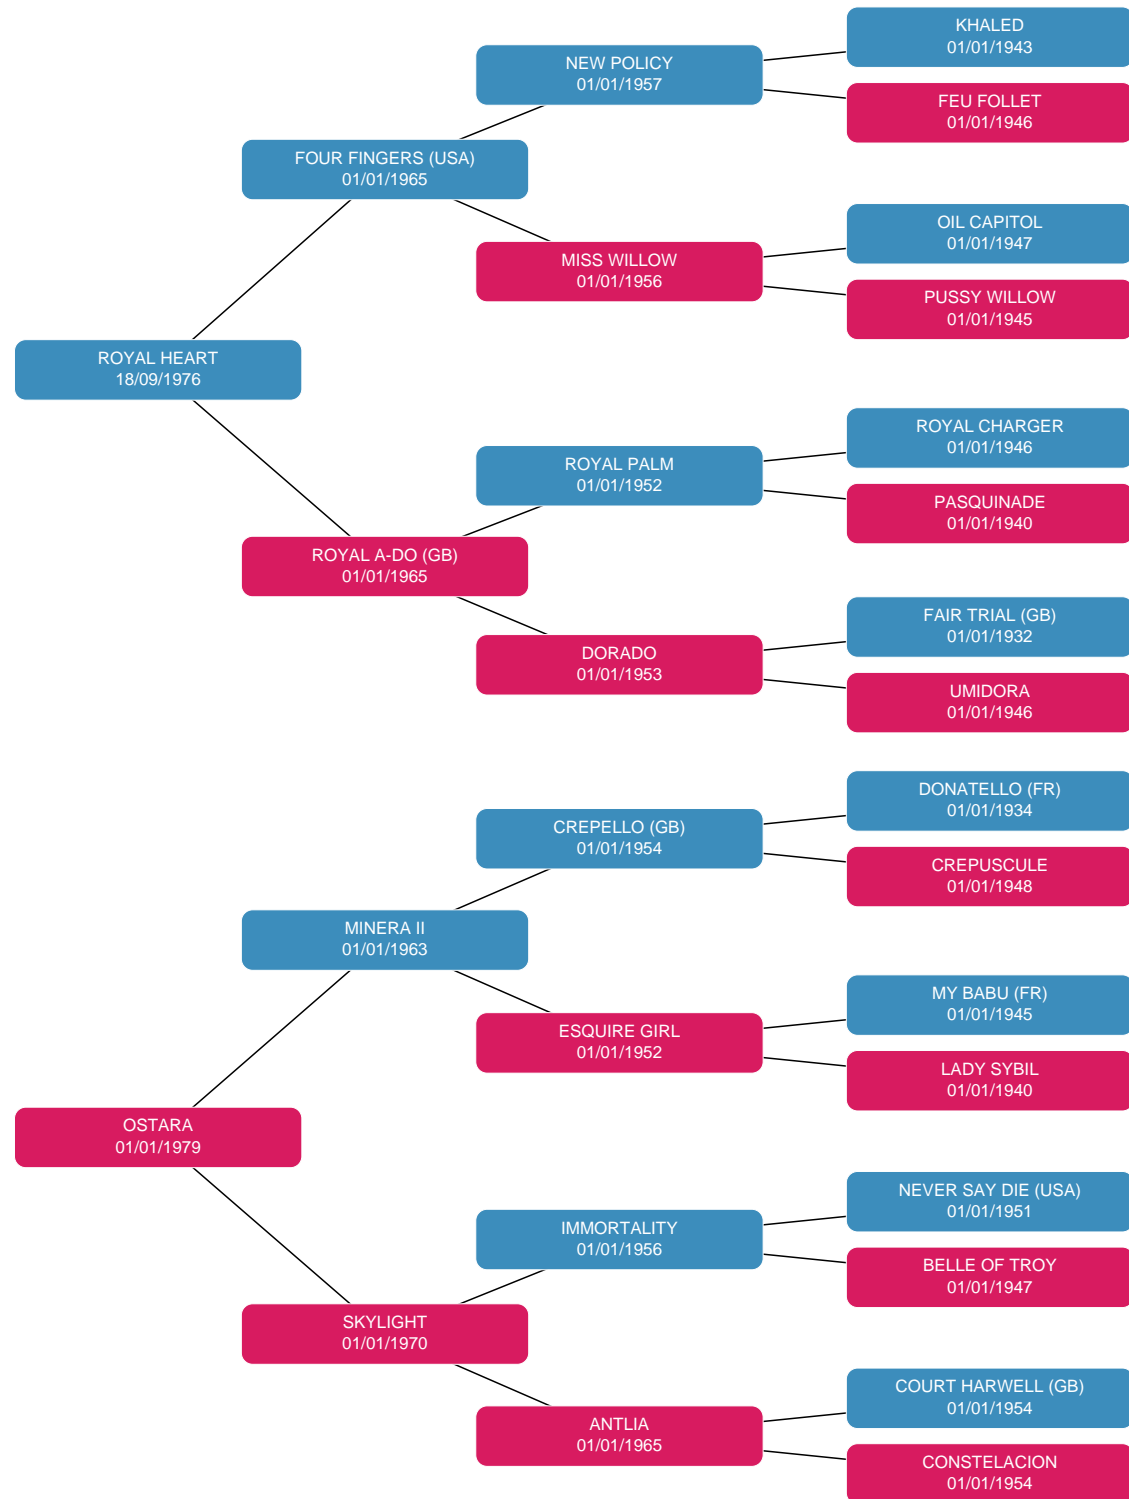 KHALED
01/01/1943
NEW POLICY
01/01/1957
FEU FOLLET
01/01/1946
FOUR FINGERS (USA)
01/01/1965
OIL CAPITOL
01/01/1947
MISS WILLOW
01/01/1956
PUSSY WILLOW
01/01/1945
ROYAL HEART
18/09/1976
ROYAL CHARGER
01/01/1946
ROYAL PALM
01/01/1952
PASQUINADE
01/01/1940
ROYAL A-DO (GB)
01/01/1965
FAIR TRIAL (GB)
01/01/1932
DORADO
01/01/1953
UMIDORA
01/01/1946
DONATELLO (FR)
01/01/1934
CREPELLO (GB)
01/01/1954
CREPUSCULE
01/01/1948
MINERA II
01/01/1963
MY BABU (FR)
01/01/1945
ESQUIRE GIRL
01/01/1952
LADY SYBIL
01/01/1940
OSTARA
01/01/1979
NEVER SAY DIE (USA)
01/01/1951
IMMORTALITY
01/01/1956
BELLE OF TROY
01/01/1947
SKYLIGHT
01/01/1970
COURT HARWELL (GB)
01/01/1954
ANTLIA
01/01/1965
CONSTELACION
01/01/1954